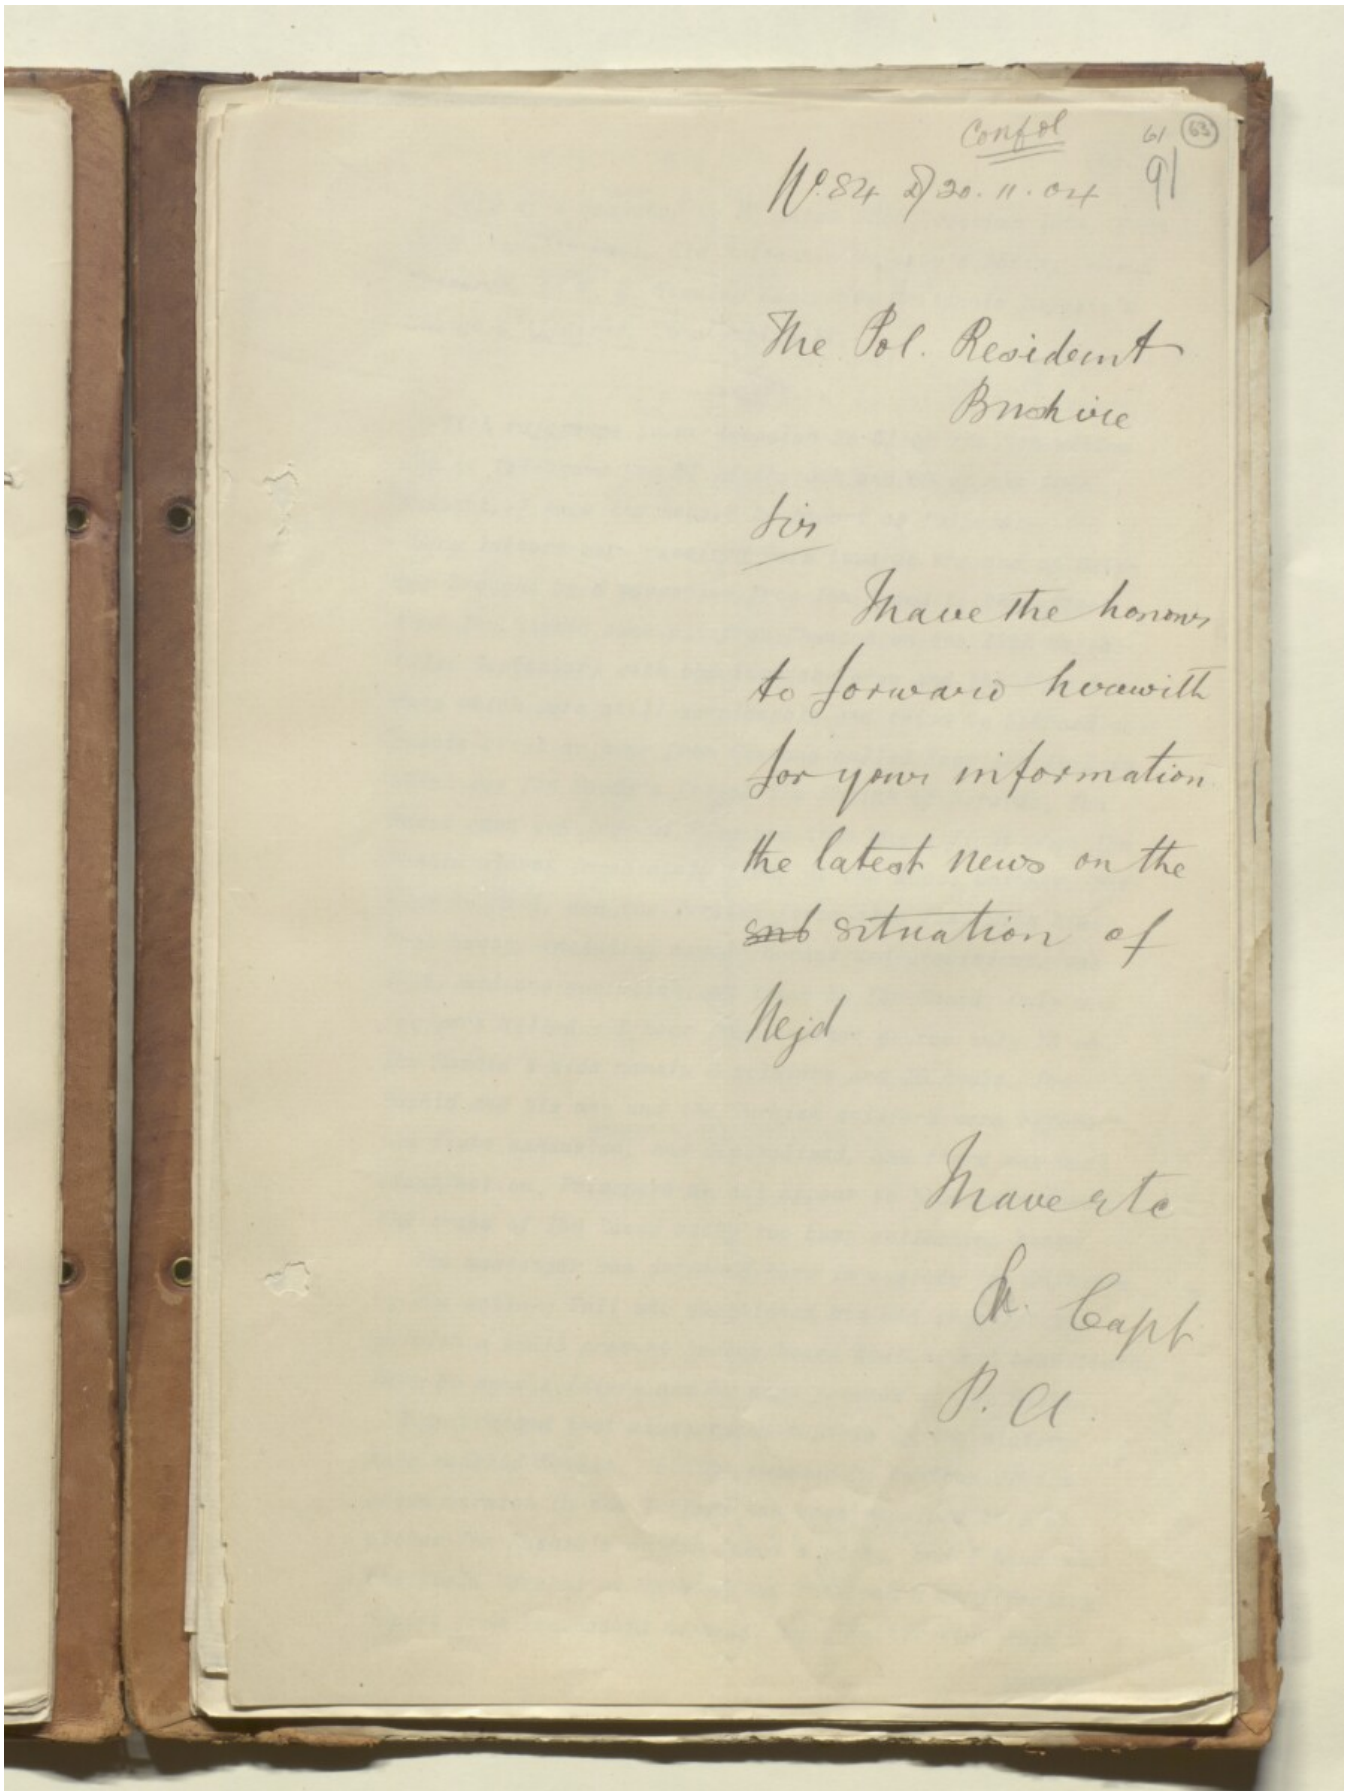 Confdl
61 63
No. 84 d/ 20.11.04 91
The Pol. Resident
Bushire
Sir
I have the honour
to forward herewith
for your information
the latest news on the
sub situation of
Nejd.
I have etc
Capt
P. A.